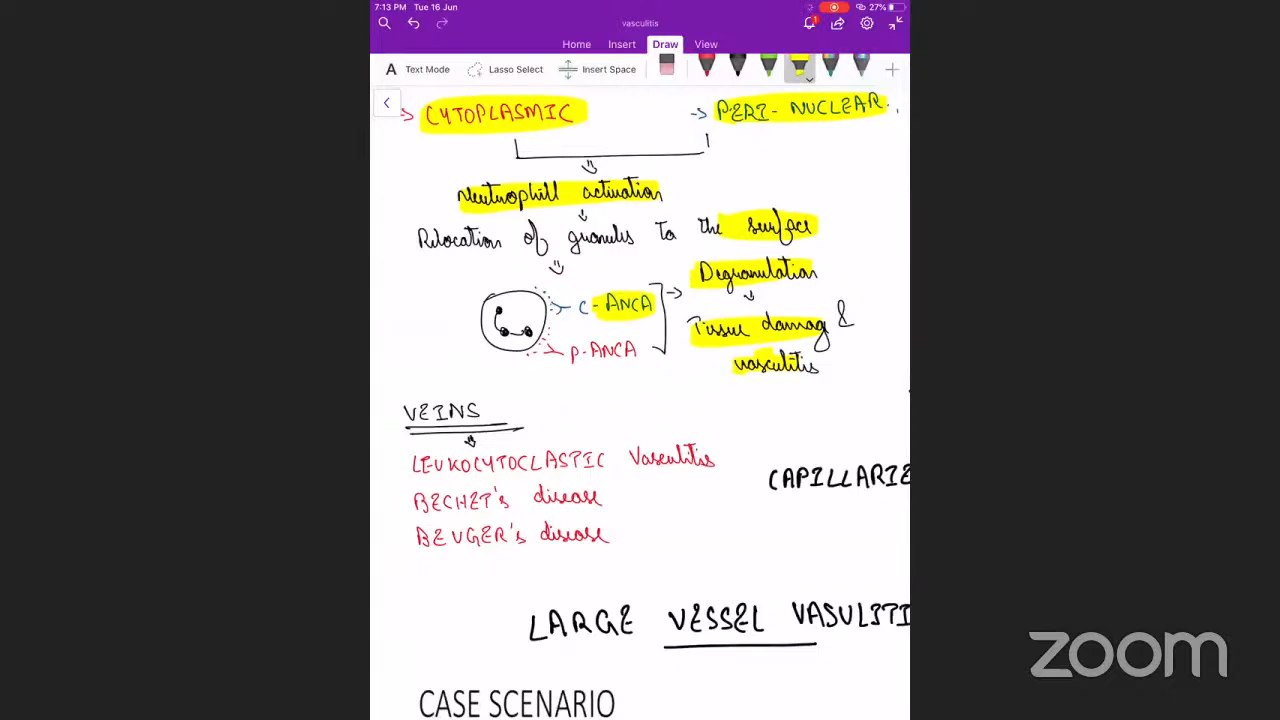 7:13 PM Tue 16 Jun
27%
vasculitis
Home Insert Draw View
A Text Mode Lasso Select Insert Space
→ CYTOPLASMIC → PERI-NUCLEAR
Neutrophill activation
Relocation of granules to the surface
Degranulation
C-ANCA
Tissue damag &
P-ANCA
vasculitis
VEINS
LEUKOCYTOCLASTIC Vasculitis
CAPILLARIE
BECHET's disease
BEUGER's disease
LARGE VESSEL VASULITI
zoom
CASE SCENARIO